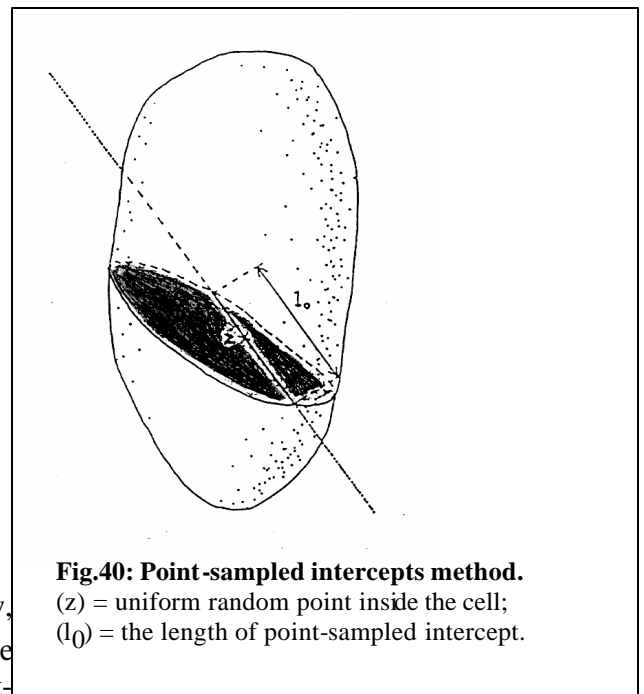 lₒ
z
Fig.40: Point-sampled intercepts method.
(z) = uniform random point inside the cell;
(l0) = the length of point-sampled intercept.